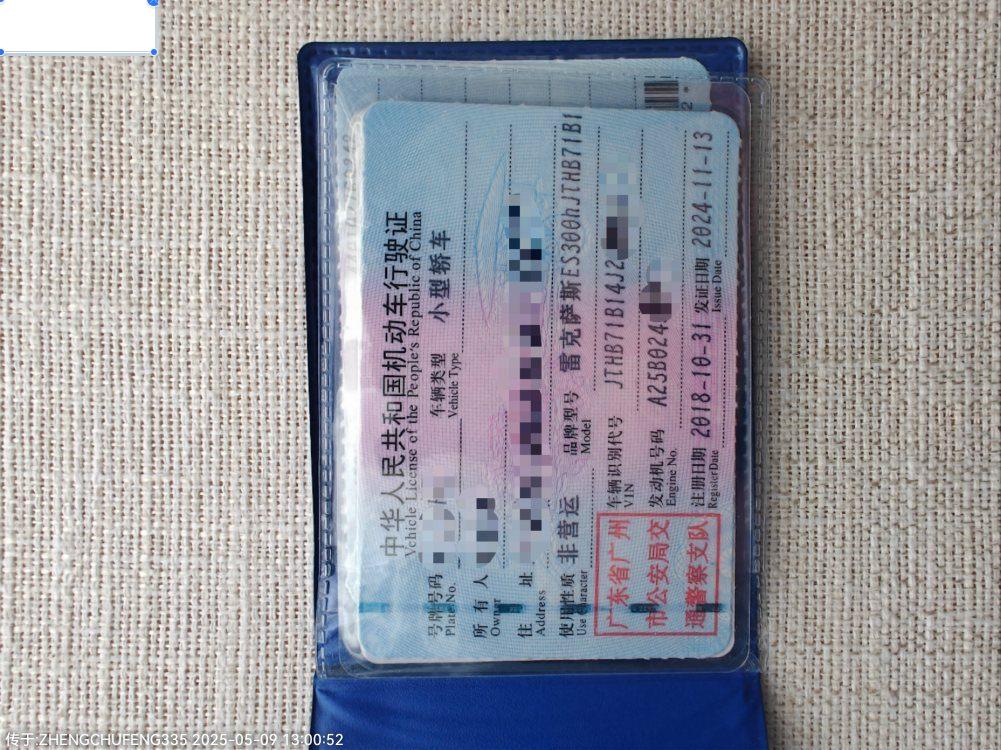 中华人民共和国机动车行驶证
Vehicle License of the People's Republic of China
号牌号码
Plate No.
车辆类型 小型轿车
Vehicle Type
所有人
Owner
住址
Address
使用性质 非营运
Use Character
品牌型号 雷克萨斯ES300hJTHB71B1
Model
车辆识别代号 JTHB71B14J2
VIN
发动机号码 A25B024
Engine No.
注册日期 2018-10-31
Register Date
发证日期 2024-11-13
Issue Date
广东省广州
市公安局交
通警察支队
传于:ZHENGCHUFENG335 2025-05-09 13:00:52